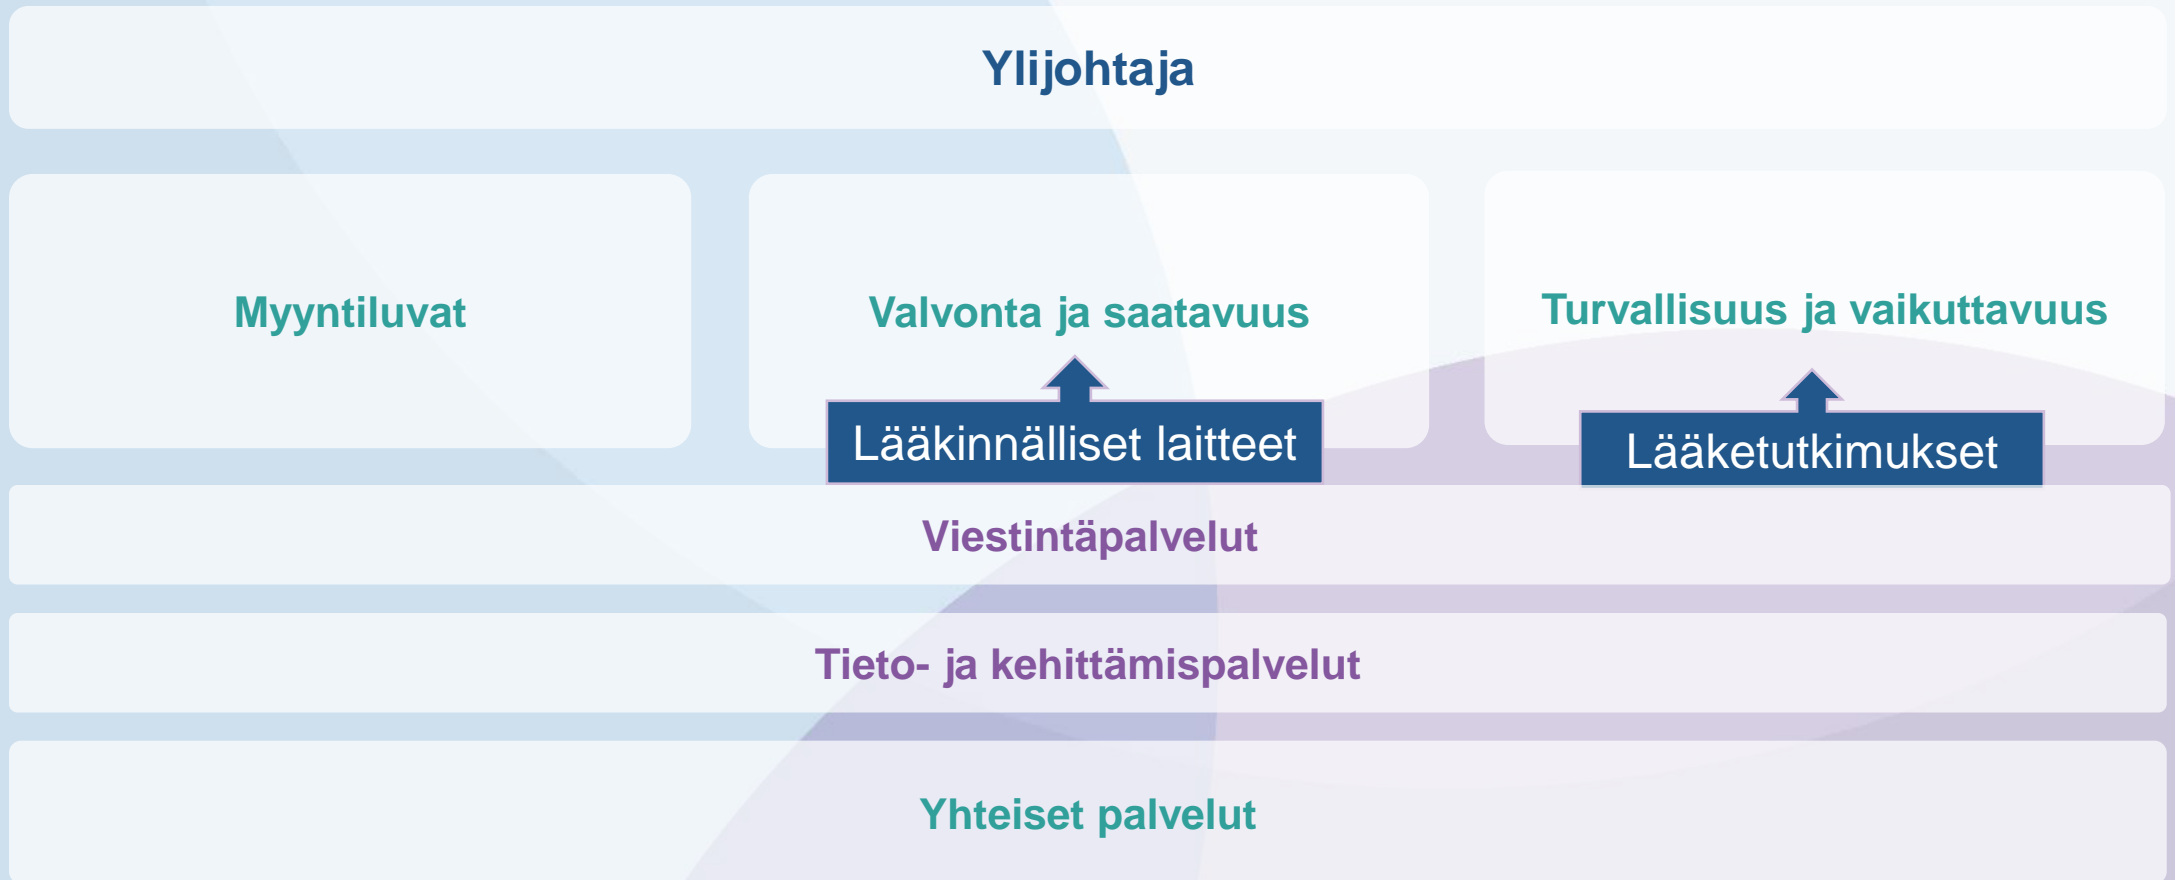 Ylijohtaja
Myyntiluvat
Valvonta ja saatavuus
Turvallisuus ja vaikuttavuus
Lääkinnälliset laitteet
Lääketutkimukset
Viestintäpalvelut
Tieto- ja kehittämispalvelut
Yhteiset palvelut